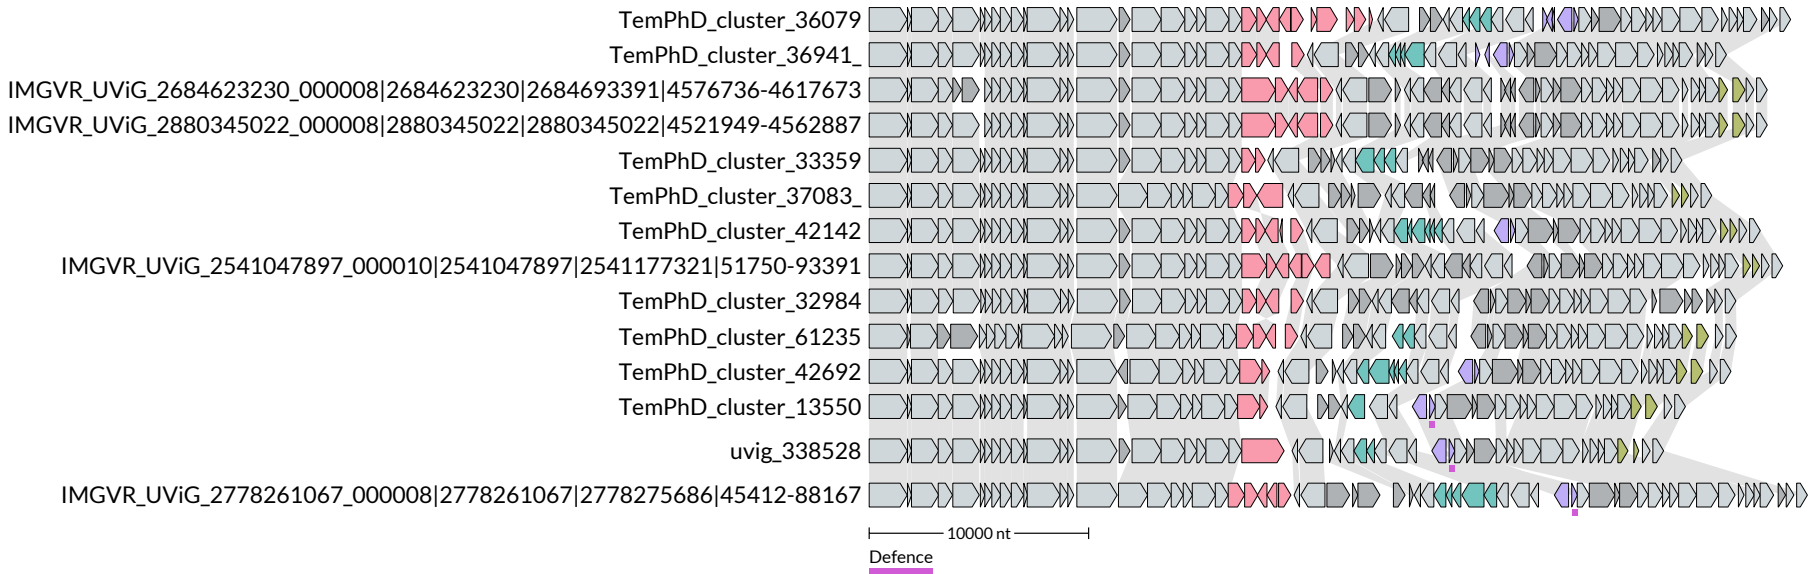 TemPhD_cluster_36079
TemPhD_cluster_36941_
IMGVR_UViG_2684623230_000008|2684623230|2684693391|4576736-4617673
IMGVR_UViG_2880345022_000008|2880345022|2880345022|4521949-4562887
TemPhD_cluster_33359
TemPhD_cluster_37083_
TemPhD_cluster_42142
IMGVR_UViG_2541047897_000010|2541047897|2541177321|51750-93391
TemPhD_cluster_32984
TemPhD_cluster_61235
TemPhD_cluster_42692
TemPhD_cluster_13550
uvig_338528
IMGVR_UViG_2778261067_000008|2778261067|2778275686|45412-88167
10000 nt
Defence